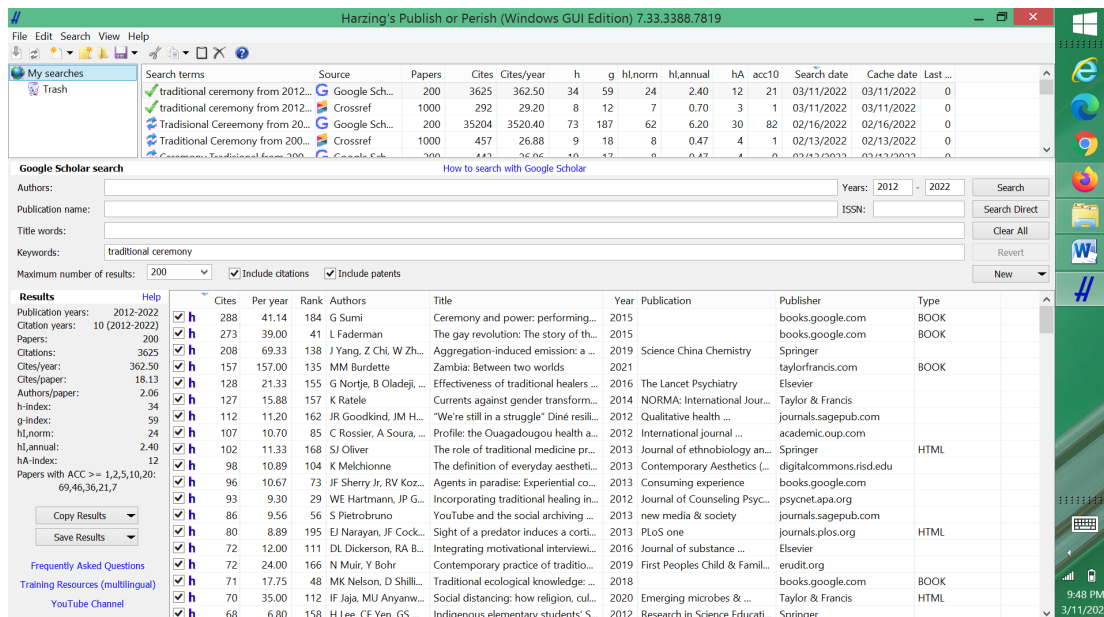 Harzing's Publish or Perish (Windows GUI Edition) 7.33.3388.7819
File Edit Search View Help
My searches
Trash
Search terms Source Papers Cites Cites/year h g hI,norm hI,annual hA acc10 Search date Cache date Last ...
traditional ceremony from 2012... Google Sch... 200 3625 362.50 34 59 24 2.40 12 21 03/11/2022 03/11/2022 0
traditional ceremony from 2012... Crossref 1000 292 29.20 8 12 7 0.70 3 1 03/11/2022 03/11/2022 0
Tradisional Cereemony from 20... Google Sch... 200 35204 3520.40 73 187 62 6.20 30 82 02/16/2022 02/16/2022 0
Traditional Ceremony from 200... Crossref 1000 457 26.88 9 18 8 0.47 4 1 02/13/2022 02/13/2022 0
Google Scholar search How to search with Google Scholar
Authors: Years: 2012 - 2022 Search
Publication name: ISSN: Search Direct
Title words: Clear All
Keywords: traditional ceremony Revert
Maximum number of results: 200 Include citations Include patents New
Results Help
Publication years: 2012-2022
Citation years: 10 (2012-2022)
Papers: 200
Citations: 3625
Cites/year: 362.50
Cites/paper: 18.13
Authors/paper: 2.06
h-index: 34
g-index: 59
hI,norm: 24
hI,annual: 2.40
hA-index: 12
Papers with ACC >= 1,2,5,10,20:
69,46,36,21,7
Copy Results
Save Results
Frequently Asked Questions
Training Resources (multilingual)
YouTube Channel
Cites Per year Rank Authors Title Year Publication Publisher Type
h 288 41.14 184 G Sumi Ceremony and power: performing... 2015 books.google.com BOOK
h 273 39.00 41 L Faderman The gay revolution: The story of th... 2015 books.google.com BOOK
h 208 69.33 138 J Yang, Z Chi, W Zh... Aggregation-induced emission: a ... 2019 Science China Chemistry Springer
h 157 157.00 135 MM Burdette Zambia: Between two worlds 2021 taylorfrancis.com BOOK
h 128 21.33 155 G Nortje, B Oladeji, ... Effectiveness of traditional healers ... 2016 The Lancet Psychiatry Elsevier
h 127 15.88 157 K Ratele Currents against gender transform... 2014 NORMA: International Jour... Taylor & Francis
h 112 11.20 162 JR Goodkind, JM H... "We're still in a struggle" Diné resili... 2012 Qualitative health ... journals.sagepub.com
h 107 10.70 85 C Rossier, A Soura, ... Profile: the Ouagadougou health a... 2012 International journal ... academic.oup.com
h 102 11.33 168 SJ Oliver The role of traditional medicine pr... 2013 Journal of ethnobiology an... Springer HTML
h 98 10.89 104 K Melchionne The definition of everyday aestheti... 2013 Contemporary Aesthetics (... digitalcommons.risd.edu
h 96 10.67 73 JF Sherry Jr, RV Koz... Agents in paradise: Experiential co... 2013 Consuming experience books.google.com
h 93 9.30 29 WE Hartmann, JP G... Incorporating traditional healing in... 2012 Journal of Counseling Psyc... psycnet.apa.org
h 86 9.56 56 S Pietrobruno YouTube and the social archiving ... 2013 new media & society journals.sagepub.com
h 80 8.89 195 EJ Narayan, JF Cock... Sight of a predator induces a corti... 2013 PLoS one journals.plos.org HTML
h 72 12.00 111 DL Dickerson, RA B... Integrating motivational interviewi... 2016 Journal of substance ... Elsevier
h 72 24.00 166 N Muir, Y Bohr Contemporary practice of traditio... 2019 First Peoples Child & Famil... erudit.org
h 71 17.75 48 MK Nelson, D Shilli... Traditional ecological knowledge: ... 2018 books.google.com BOOK
h 70 35.00 112 IF Jaja, MU Anyanw... Social distancing: how religion, cul... 2020 Emerging microbes & ... Taylor & Francis HTML
h 68 6.80 158 H Lee, CF Yen, GS ... Indigenous elementary students' S... 2012 Research in Science Educati... Springer
9:48 PM
3/11/202